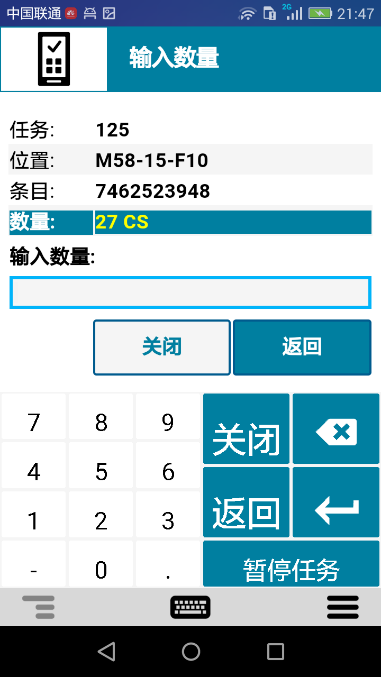 中国联通 2G 21:47
输入数量
任务: 125
位置: M58-15-F10
条目: 7462523948
数量: 27 CS
输入数量:
关闭 返回
7 8 9 关闭
4 5 6
1 2 3 返回
- 0 . 暂停任务